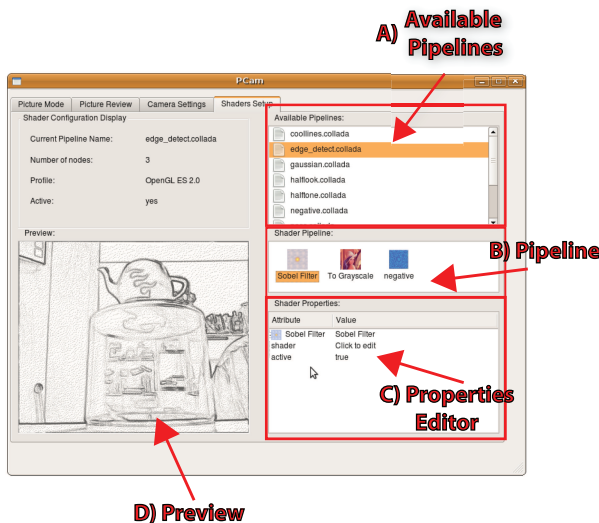 A) Available
Pipelines
PCam
Picture Mode
Picture Review
Camera Settings
Shaders Setup
Shader Configuration Display
Current Pipeline Name: edge_detect.collada
Number of nodes: 3
Profile: OpenGL ES 2.0
Active: yes
Available Pipelines:
coollines.collada
edge_detect.collada
gaussian.collada
halflook.collada
halftone.collada
negative.collada
Preview:
Shader Pipeline:
Sobel Filter
To Grayscale
negative
B) Pipeline
Shader Properties:
Attribute Value
Sobel Filter Sobel Filter
shader Click to edit
active true
C) Properties
Editor
D) Preview